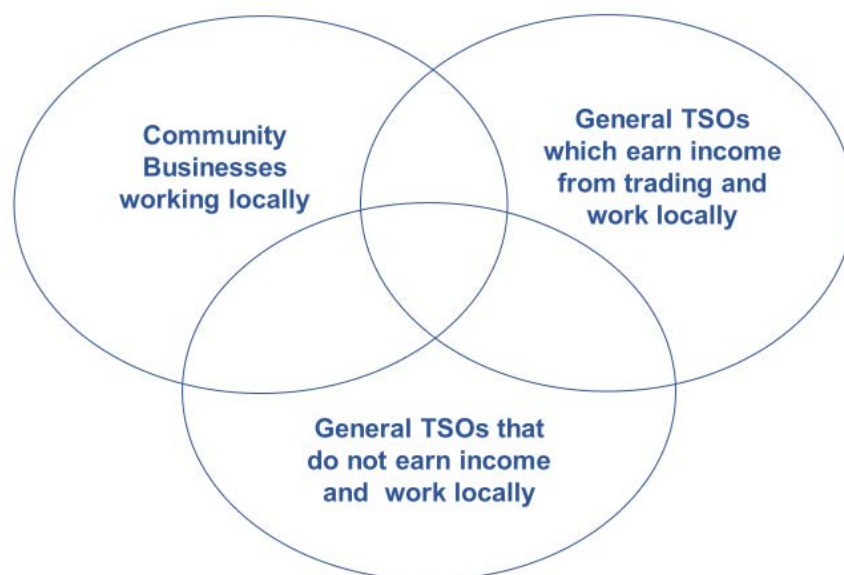 Community
Businesses
working locally
General TSOs
which earn income
from trading and
work locally
General TSOs that
do not earn income
and work locally